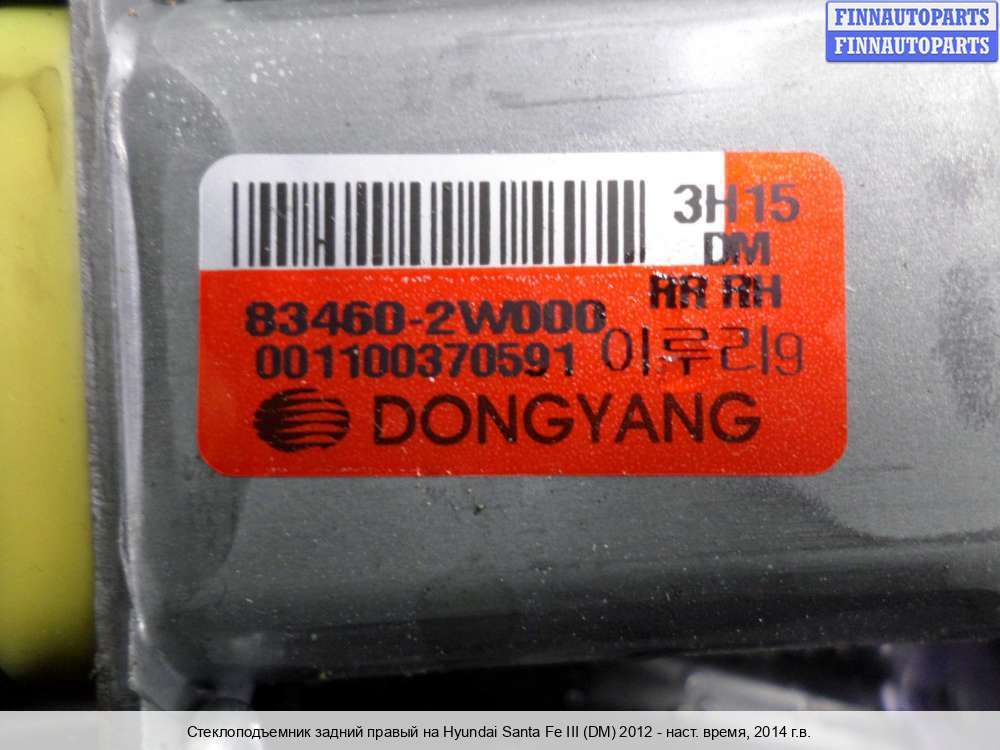 FINNAUTOPARTS
FINNAUTOPARTS
3H15
DM
RR RH
83460-2W000
001100370591 이루리g
DONGYANG
Стеклоподъемник задний правый на Hyundai Santa Fe III (DM) 2012 - наст. время, 2014 г.в.